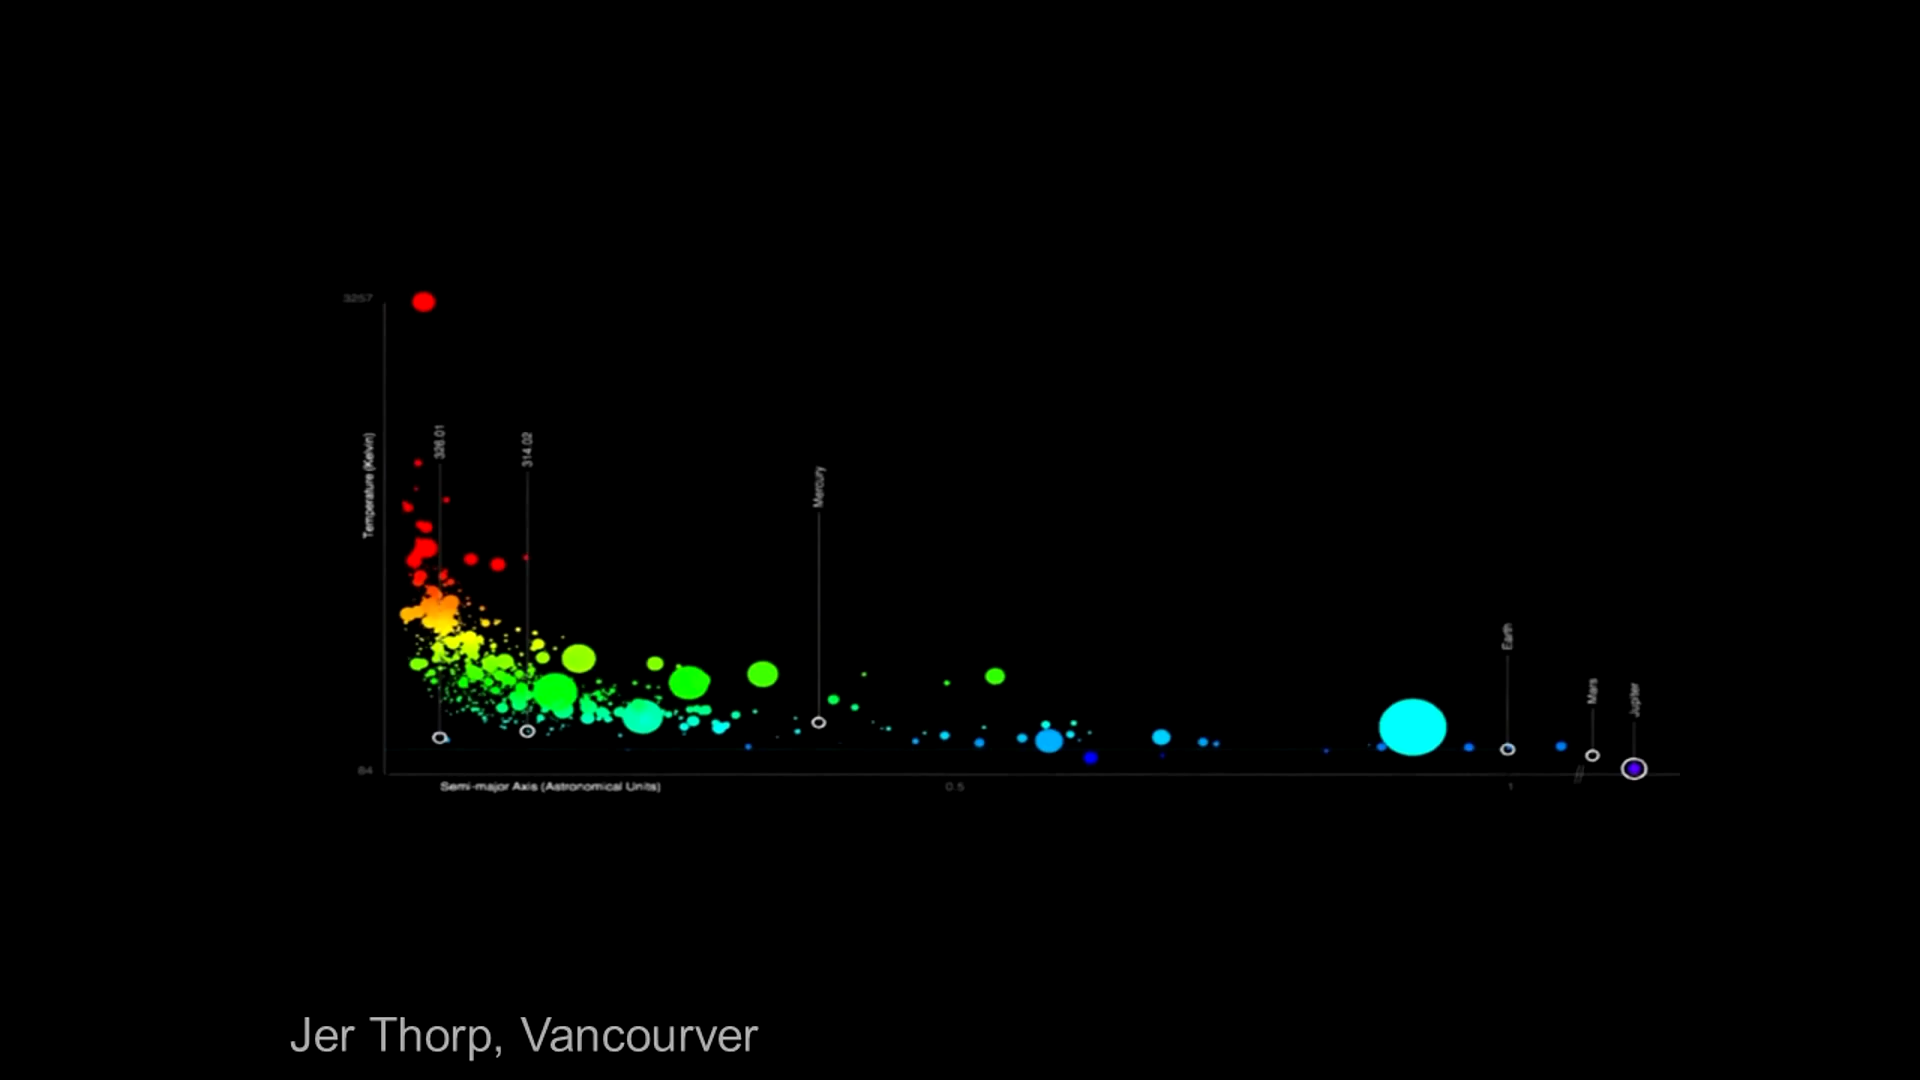 3257
Temperature (Kelvin)
326.01
314.02
Mercury
Earth
Mars
Jupiter
84
Semi-major Axis (Astronomical Units)
0.5
1
Jer Thorp, Vancourver